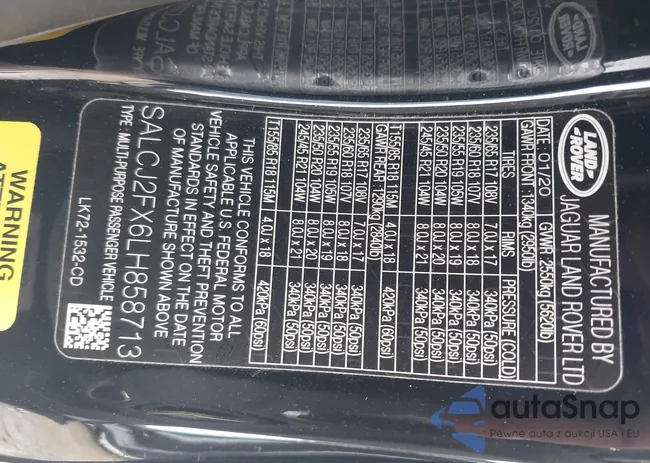 LAND
ROVER
MANUFACTURED BY
JAGUAR LAND ROVER LTD
DATE: 01/20 GVWR: 2550kg (5620lb)
GAWR FRONT: 1340kg (2950lb)
TIRES RIMS PRESSURE (COLD)
235/65 R17 108V 7.0J x 17 340kPa (50psi)
235/60 R18 107V 8.0J x 18 340kPa (50psi)
235/55 R19 105W 8.0J x 19 340kPa (50psi)
235/50 R20 104W 8.0J x 20 340kPa (50psi)
245/45 R21 104W 8.0J x 21 340kPa (50psi)
T155/85 R18 115M 4.0J x 18 420kPa (60psi)
GAWR REAR: 1290kg (2840lb)
235/65 R17 108V 7.0J x 17 340kPa (50psi)
235/60 R18 107V 8.0J x 18 340kPa (50psi)
235/55 R19 105W 8.0J x 19 340kPa (50psi)
235/50 R20 104W 8.0J x 20 340kPa (50psi)
245/45 R21 104W 8.0J x 21 340kPa (50psi)
T155/85 R18 115M 4.0J x 18 420kPa (60psi)
THIS VEHICLE CONFORMS TO ALL
APPLICABLE U.S. FEDERAL MOTOR
VEHICLE SAFETY AND THEFT PREVENTION
STANDARDS IN EFFECT ON THE DATE
OF MANUFACTURE SHOWN ABOVE
SALCJ2FX6LH858713
TYPE: MULTI-PURPOSE PASSENGER VEHICLE
LK72-1532-CD
WARNING
autaSnap
Pewne auta z aukcji USA i EU